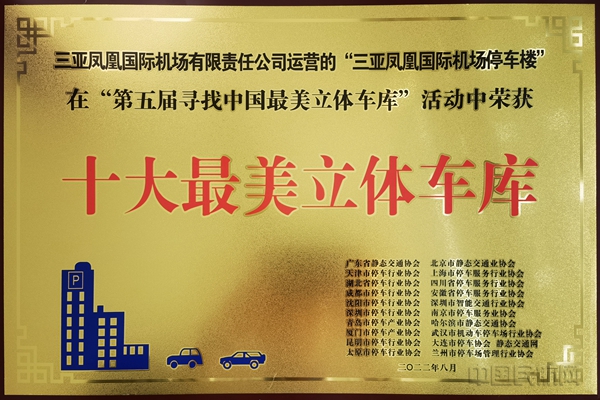 三亚凤凰国际机场有限责任公司运营的“三亚凤凰国际机场停车楼”
在“第五届寻找中国最美立体车库”活动中荣获
十大最美立体车库
P
广东省静态交通协会 北京市静态交通业协会
天津市停车行业协会 上海市停车服务行业协会
湖北省停车行业协会 四川省停车服务行业协会
成都市停车行业协会 安徽省停车服务行业协会
沈阳市停车行业协会 深圳市智能交通行业协会
深圳市停车行业协会 南京市停车服务业协会
青岛市停车产业协会 哈尔滨市静态交通协会
厦门市停车产业协会 武汉市机动车停车场行业协会
昆明市停车行业协会 大连市停车协会 静态交通网
太原市停车行业协会 兰州市停车场管理行业协会
二〇二二年八月
中国民航网